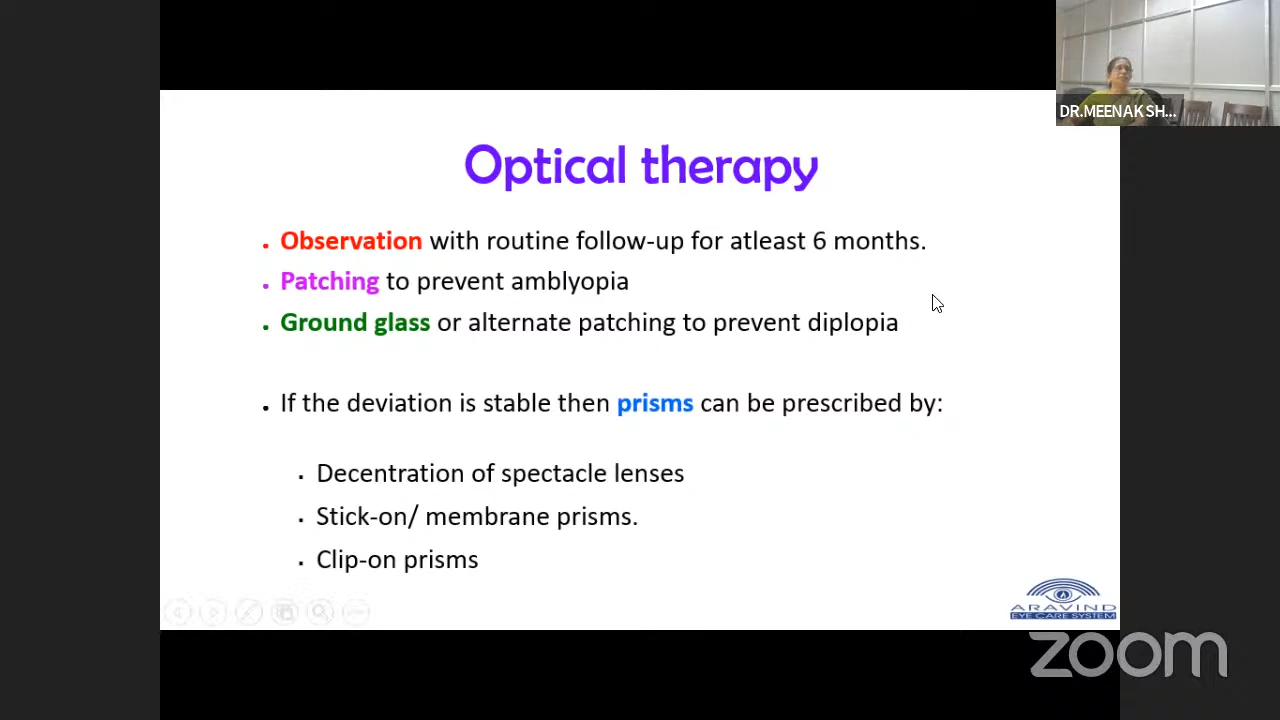 DR.MEENAKSH...
Optical therapy
• Observation with routine follow-up for atleast 6 months.
• Patching to prevent amblyopia
• Ground glass or alternate patching to prevent diplopia
• If the deviation is stable then prisms can be prescribed by:
▪ Decentration of spectacle lenses
▪ Stick-on/ membrane prisms.
▪ Clip-on prisms
ARAVIND
EYE CARE SYSTEM
zoom